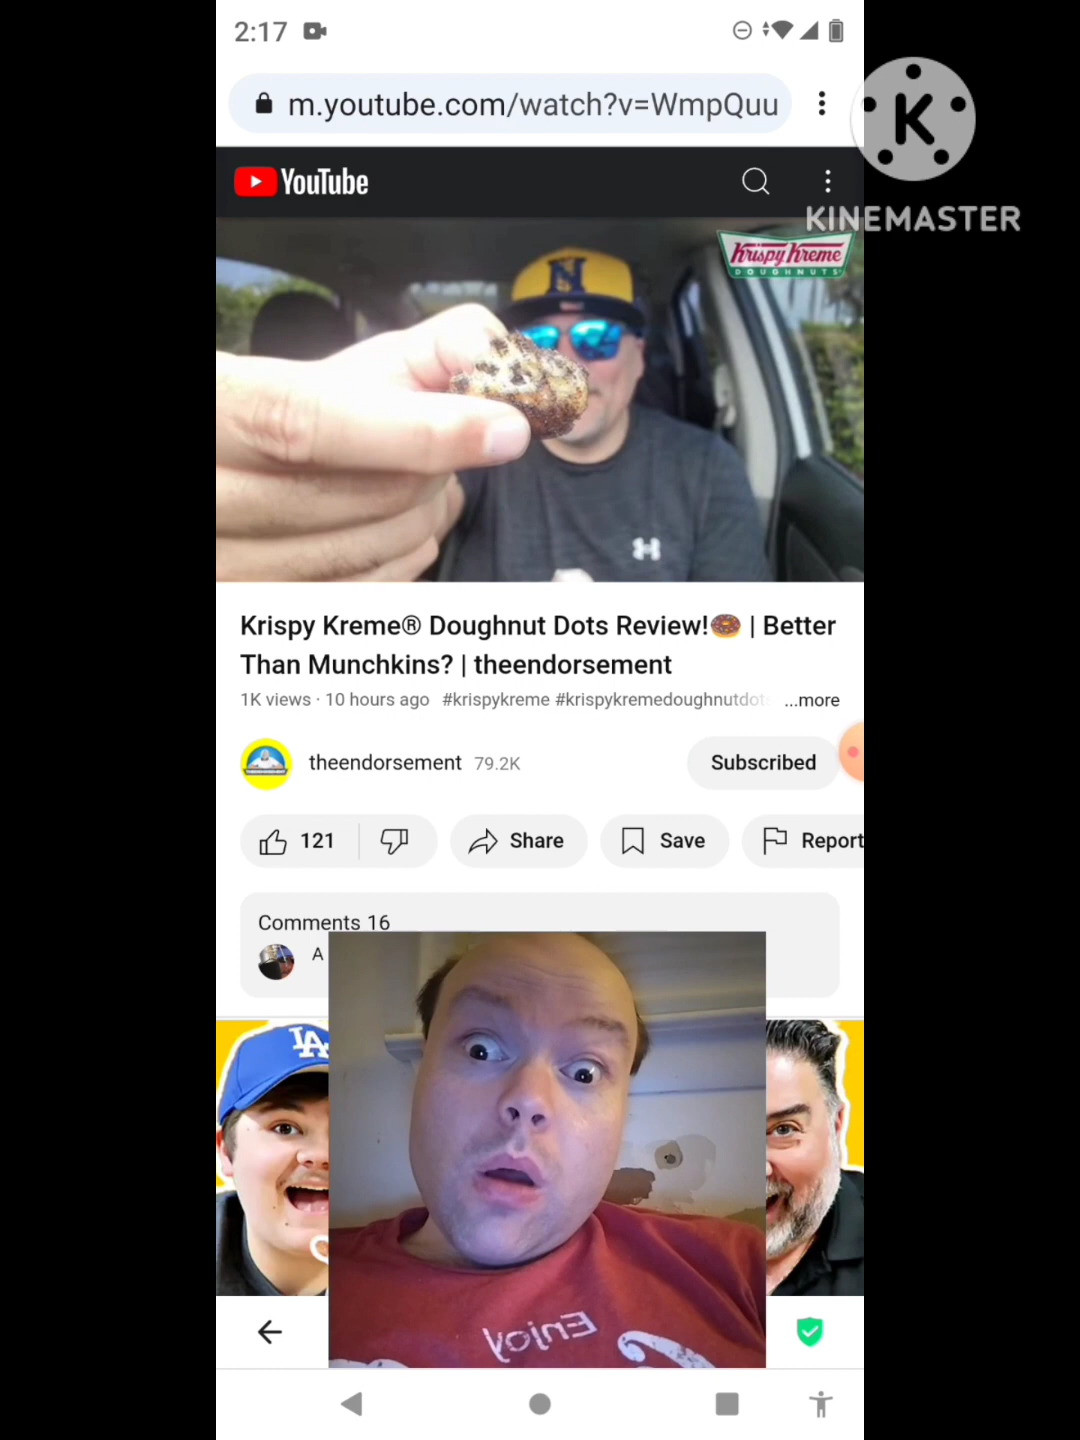 2:17
m.youtube.com/watch?v=WmpQuu
K
KINEMASTER
YouTube
Krispy Kreme
DOUGHNUTS
N
Krispy Kreme® Doughnut Dots Review!🍩 | Better
Than Munchkins? | theendorsement
1K views · 10 hours ago #krispykreme #krispykremedoughnutdot ...more
theendorsement 79.2K
Subscribed
121
Share
Save
Report
Comments 16
A
LA
Enjoy